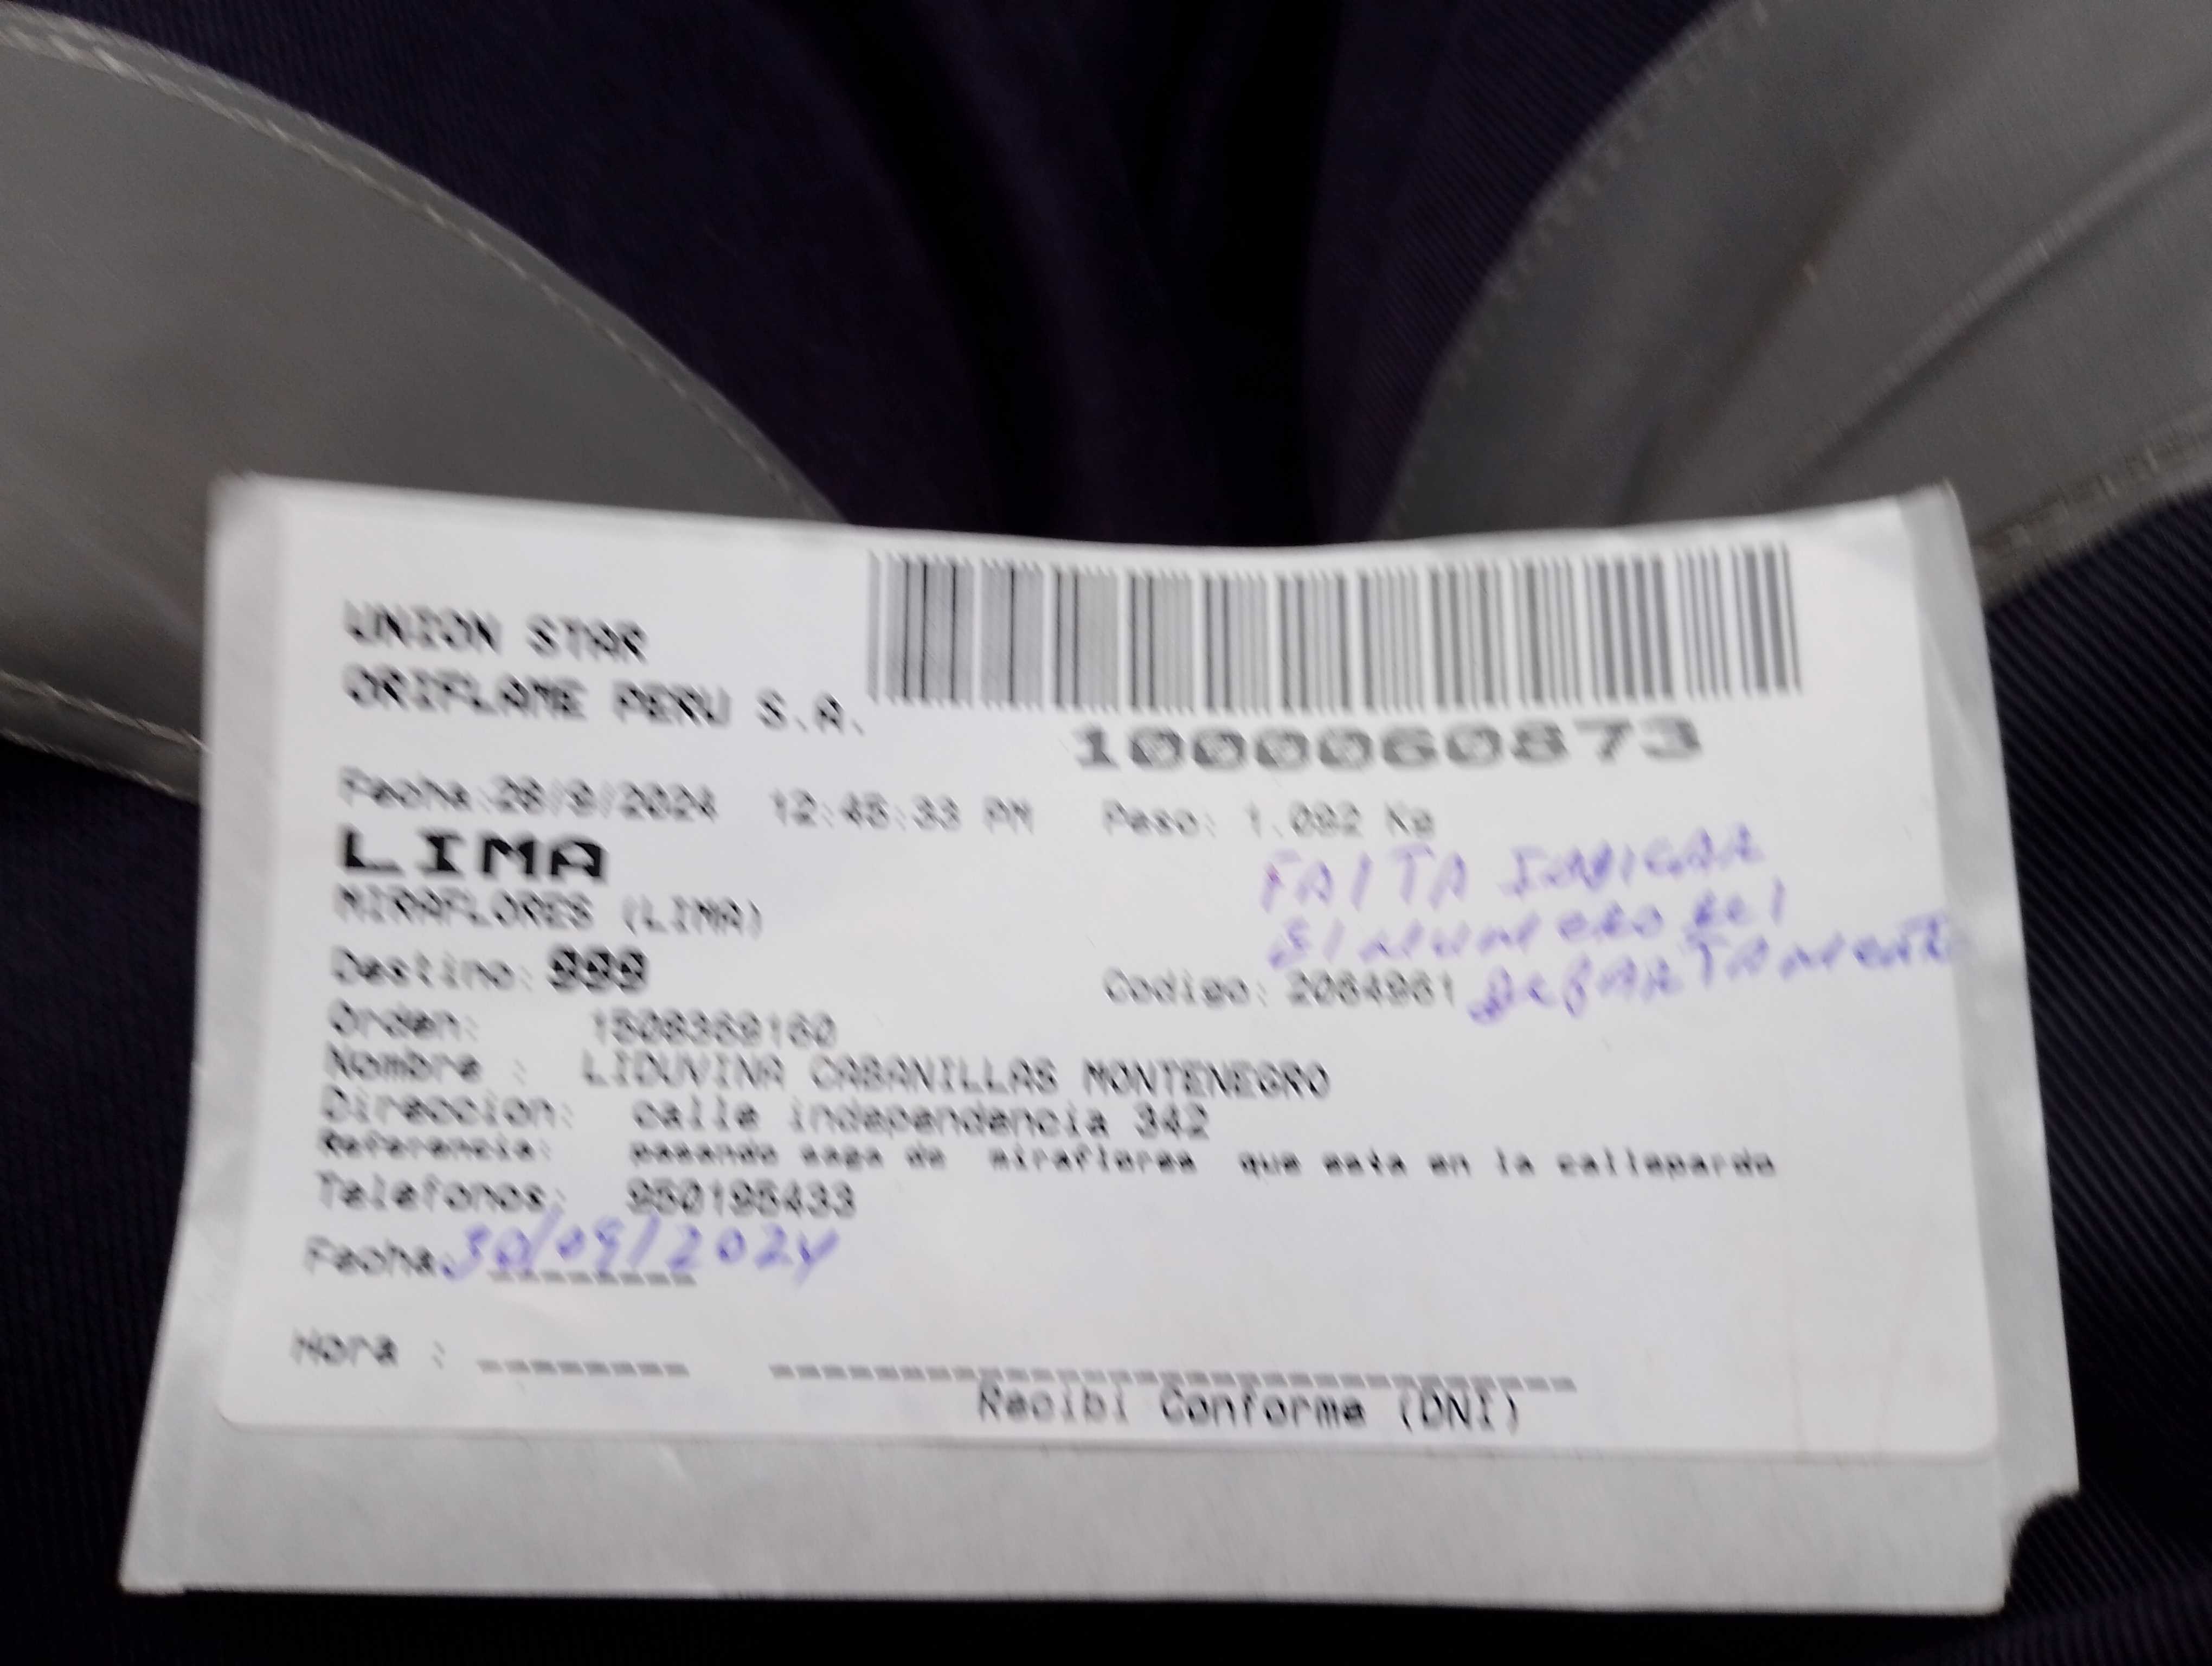 UNION STAR
ORIFLAME PERU S.A.
1000060873
Fecha:28/9/2024 12:45:33 PM Peso: 1.092 Kg
LIMA
MIRAFLORES (LIMA)
FALTA INDICAR
El numero del
DepARTAmento
Destino: 999
Codigo: 2064961
Orden: 1508369160
Nombre : LIDUVINA CABANILLAS MONTENEGRO
Direccion: calle independencia 342
Referencia: pasando saga de miraflores que esta en la callepardo
Telefonos: 950195433
Fecha: 30/09/2024
Hora : ________ ________________________________
Recibi Conforme (DNI)